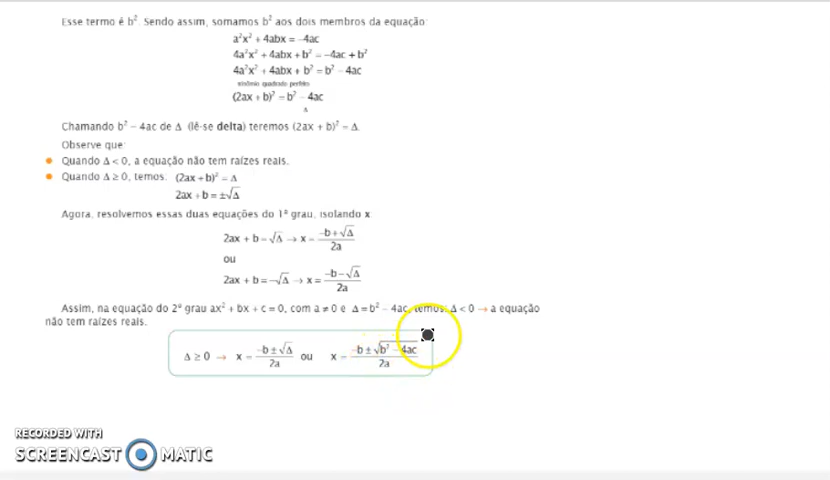 Esse termo é b². Sendo assim, somamos b² aos dois membros da equação:
a²x² + 4abx = −4ac
4a²x² + 4abx + b² = −4ac + b²
4a²x² + 4abx + b² = b² − 4ac
trinômio quadrado perfeito
(2ax + b)² = b² − 4ac
Δ
Chamando b² − 4ac de Δ (lê-se delta) teremos (2ax + b)² = Δ.
Observe que:
Quando Δ < 0, a equação não tem raízes reais.
Quando Δ ≥ 0, temos: (2ax + b)² = Δ
2ax + b = ±√Δ
Agora, resolvemos essas duas equações do 1º grau, isolando x:
2ax + b = √Δ → x = (−b + √Δ) / 2a
ou
2ax + b = −√Δ → x = (−b − √Δ) / 2a
Assim, na equação do 2º grau ax² + bx + c = 0, com a ≠ 0 e Δ = b² − 4ac, temos: Δ < 0 → a equação
não tem raízes reais.
Δ ≥ 0 → x = (−b ± √Δ) / 2a ou x = (−b ± √(b² − 4ac)) / 2a
RECORDED WITH
SCREENCAST MATIC